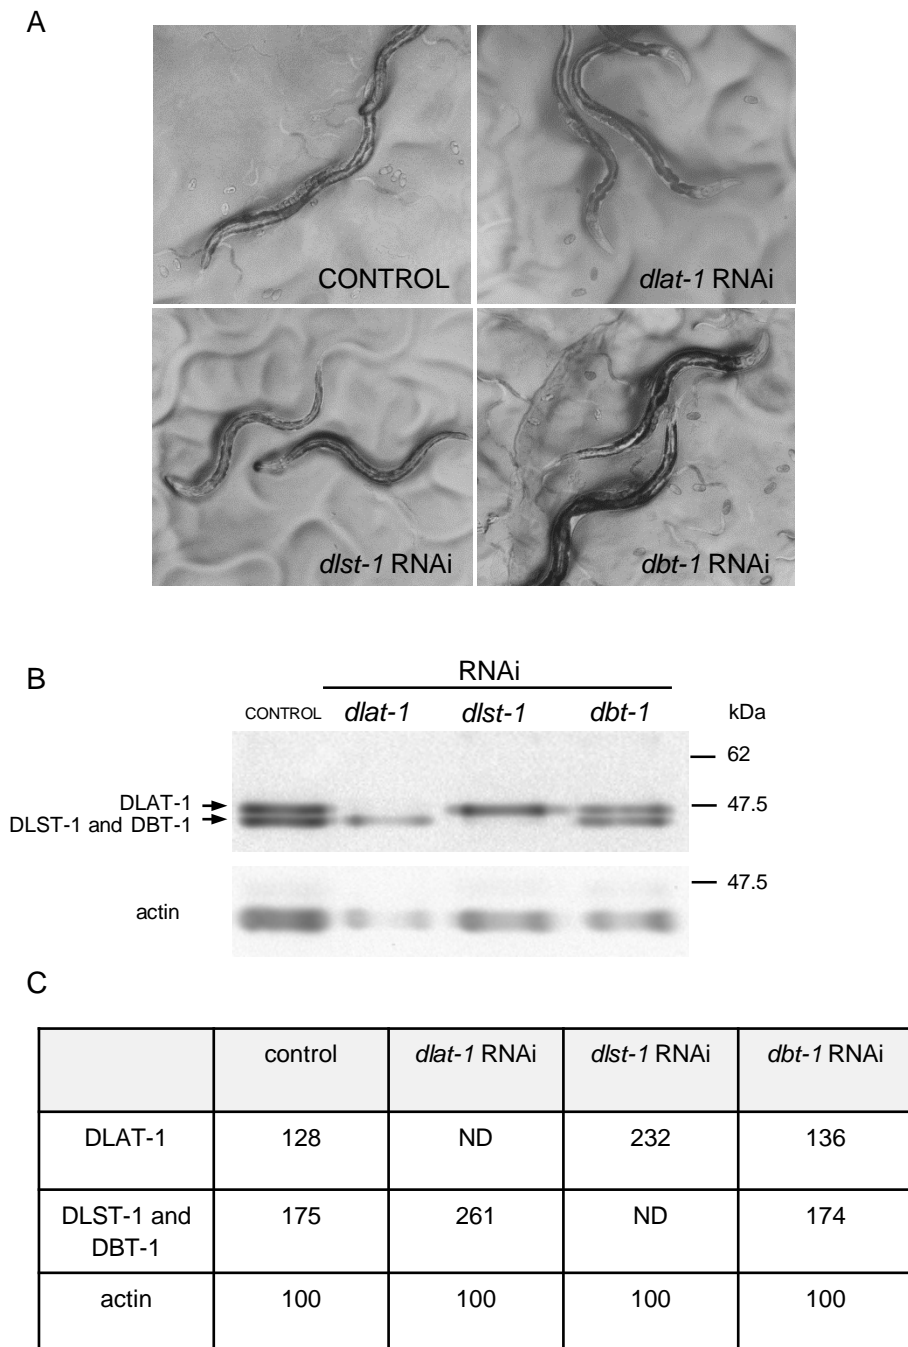 A
CONTROL
dlat-1 RNAi
dlst-1 RNAi
dbt-1 RNAi
B
RNAi
CONTROL dlat-1 dlst-1 dbt-1 kDa
62
DLAT-1 47.5
DLST-1 and DBT-1
47.5
actin
C
control dlat-1 RNAi dlst-1 RNAi dbt-1 RNAi
DLAT-1 128 ND 232 136
DLST-1 and
DBT-1 175 261 ND 174
actin 100 100 100 100